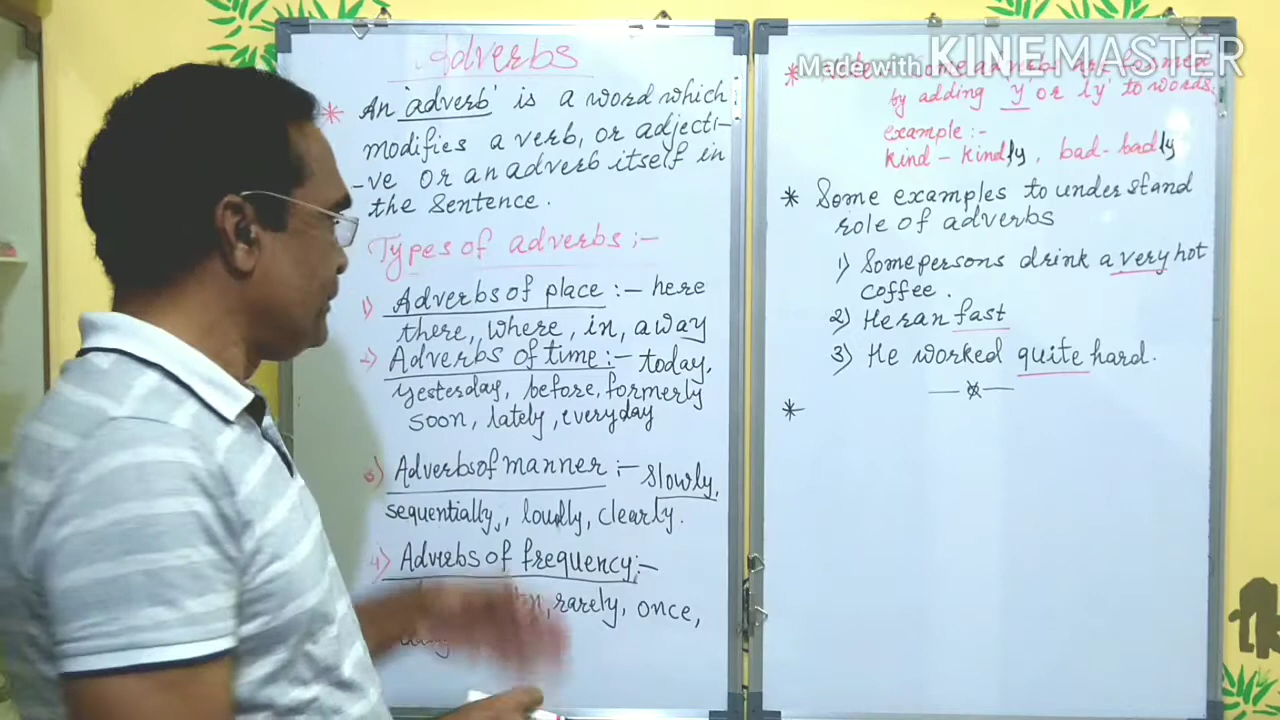 Adverbs
* An 'adverb' is a word which
modifies a verb, or adjecti-
-ve or an adverb itself in
the sentence.
Types of adverbs :-
1) Adverbs of place :- here
there, where, in, away
2) Adverbs of time :- today,
yesterday, before, formerly
soon, lately, everyday
3) Adverbs of manner :- slowly,
sequentially, loudly, clearly.
4) Adverbs of frequency :-
rarely, once,
Made with KINEMASTER
* some adverbs are formed
by adding 'y' or 'ly' to words.
example :-
kind - kindly, bad - badly
* Some examples to understand
role of adverbs
1) Some persons drink a very hot
coffee.
2) He ran fast
3) He worked quite hard.
*